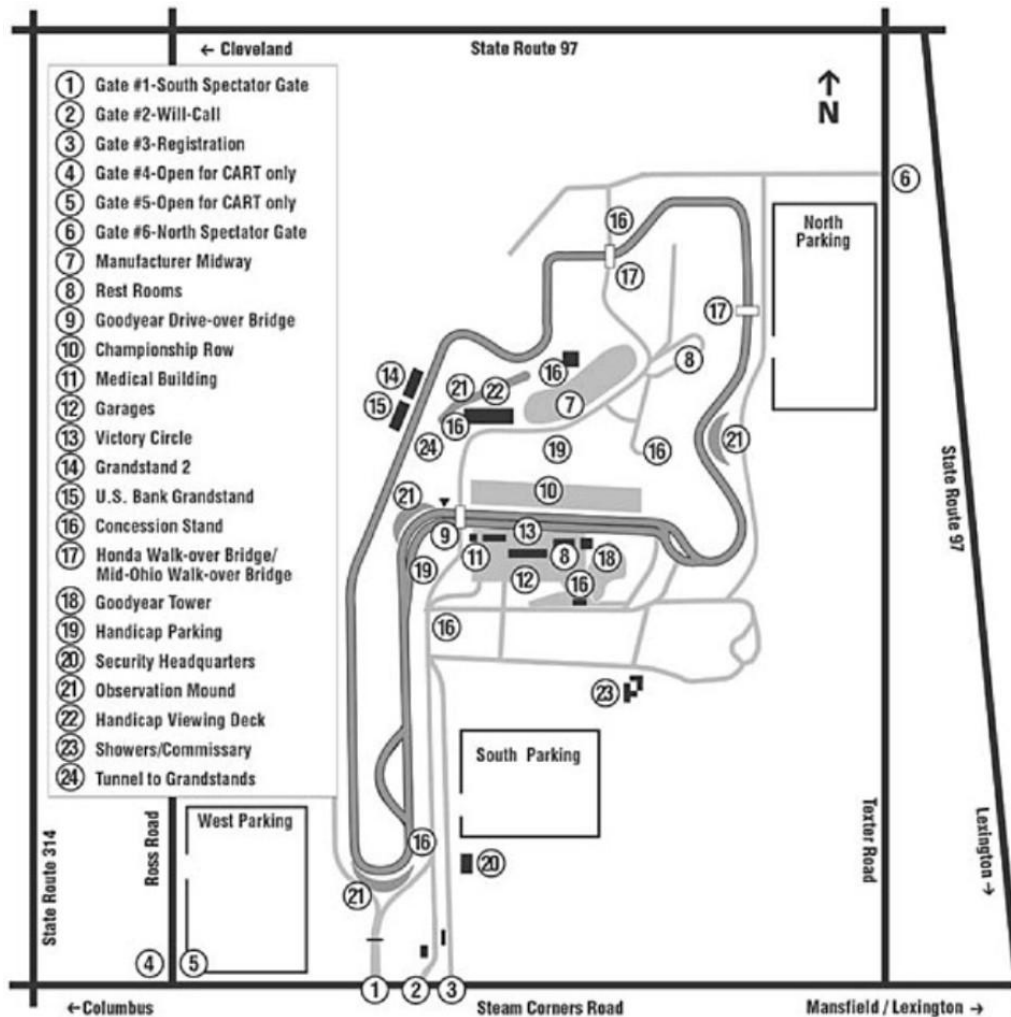 ← Cleveland
State Route 97
1 Gate #1-South Spectator Gate
2 Gate #2-Will-Call
3 Gate #3-Registration
4 Gate #4-Open for CART only
5 Gate #5-Open for CART only
6 Gate #6-North Spectator Gate
7 Manufacturer Midway
8 Rest Rooms
9 Goodyear Drive-over Bridge
10 Championship Row
11 Medical Building
12 Garages
13 Victory Circle
14 Grandstand 2
15 U.S. Bank Grandstand
16 Concession Stand
17 Honda Walk-over Bridge/
Mid-Ohio Walk-over Bridge
18 Goodyear Tower
19 Handicap Parking
20 Security Headquarters
21 Observation Mound
22 Handicap Viewing Deck
23 Showers/Commissary
24 Tunnel to Grandstands
↑
N
6
16
North
Parking
17
17
8
16
14
21
22
15
7
16
24
19
16
21
State Route 97
10
21
9
13
11
8
18
19
12
16
16
23
South Parking
West Parking
16
20
21
State Route 314
Ross Road
Texter Road
Lexington →
4
5
1
2
3
←Columbus
Steam Corners Road
Mansfield / Lexington →